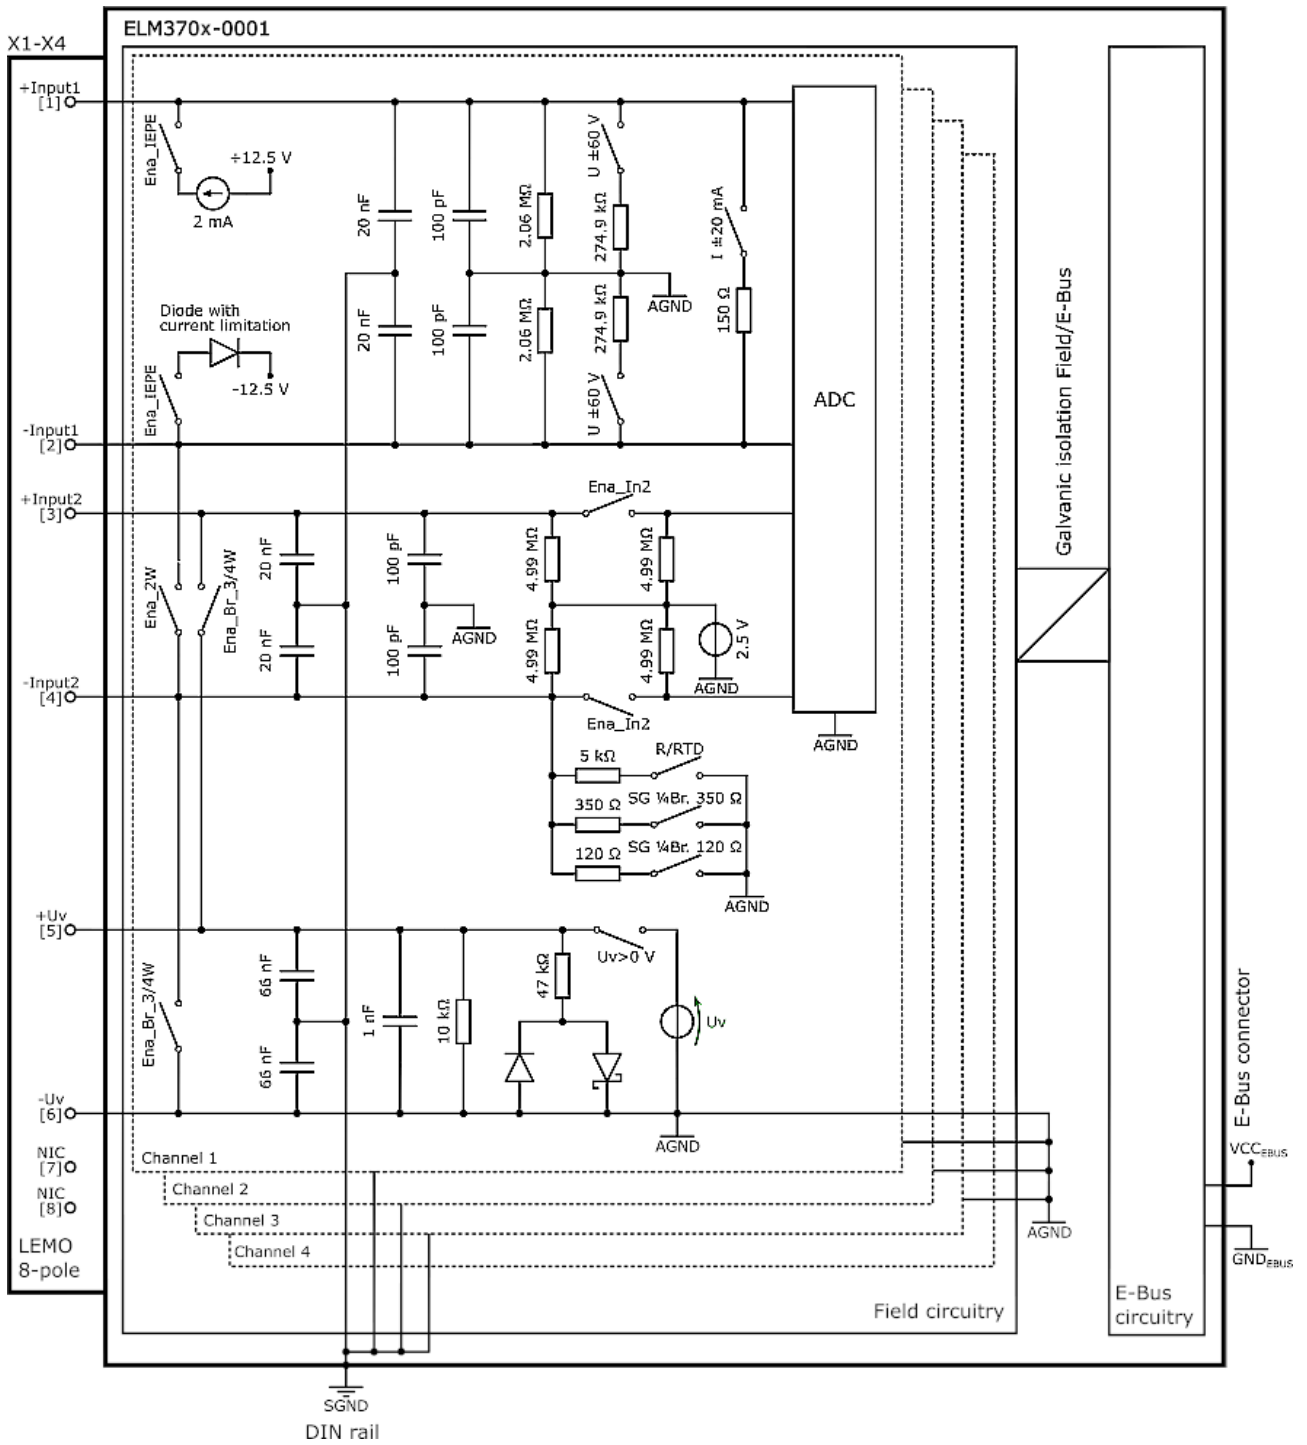 ELM370x-0001
X1-X4
+Input1
[1]
Ena_IEPE
÷12.5 V
2 mA
20 nF
100 pF
2.06 MΩ
U ±60 V
274.9 kΩ
I ±20 mA
AGND
150 Ω
Diode with
current limitation
-12.5 V
Ena_IEPE
20 nF
100 pF
2.06 MΩ
274.9 kΩ
U ±60 V
ADC
Galvanic isolation Field/E-Bus
-Input1
[2]
+Input2
[3]
Ena_In2
20 nF
100 pF
4.99 MΩ
4.99 MΩ
Ena_2W
Ena_Br_3/4W
AGND
20 nF
100 pF
4.99 MΩ
4.99 MΩ
2.5 V
AGND
-Input2
[4]
Ena_In2
AGND
5 kΩ
R/RTD
350 Ω
SG ¼Br. 350 Ω
120 Ω
SG ¼Br. 120 Ω
AGND
+Uv
[5]
Uv>0 V
66 nF
47 kΩ
Ena_Br_3/4W
1 nF
10 kΩ
Uv
66 nF
E-Bus connector
-Uv
[6]
AGND
NIC
[7]
NIC
[8]
Channel 1
Channel 2
Channel 3
Channel 4
VCCEBUS
AGND
GNDEBUS
LEMO
8-pole
Field circuitry
E-Bus
circuitry
SGND
DIN rail